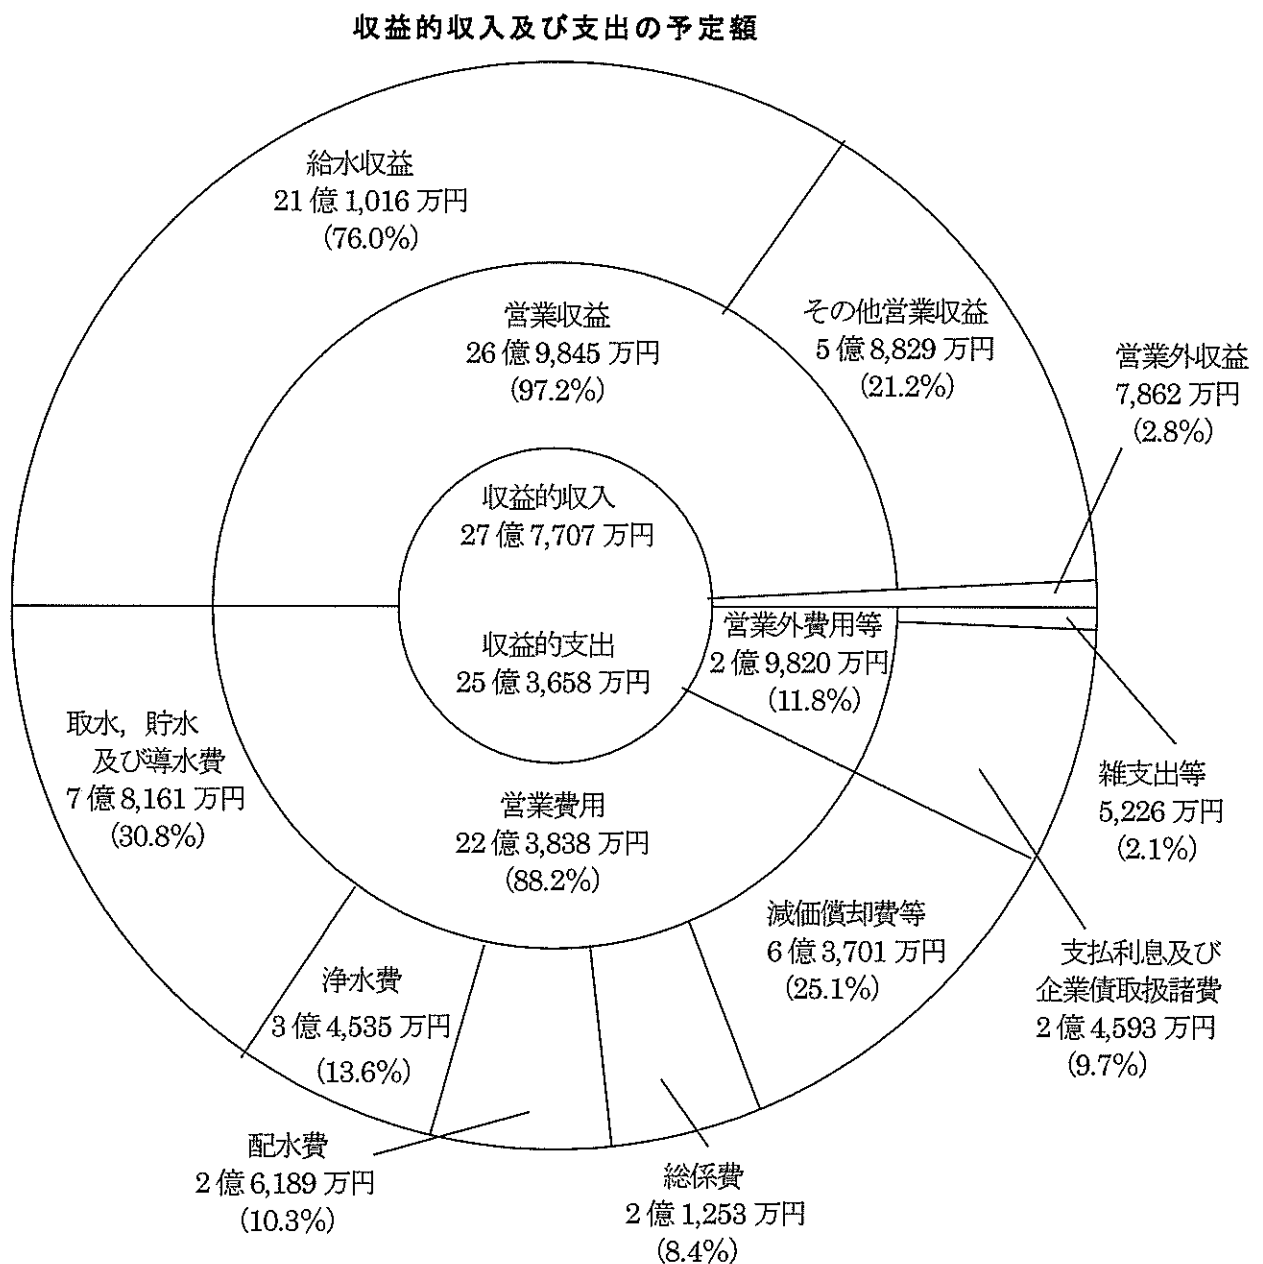 収益的収入及び支出の予定額
給水収益
21億1,016万円
(76.0%)
その他営業収益
5億8,829万円
(21.2%)
営業外収益
7,862万円
(2.8%)
営業収益
26億9,845万円
(97.2%)
収益的収入
27億7,707万円
収益的支出
25億3,658万円
営業外費用等
2億9,820万円
(11.8%)
営業費用
22億3,838万円
(88.2%)
取水，貯水
及び導水費
7億8,161万円
(30.8%)
浄水費
3億4,535万円
(13.6%)
配水費
2億6,189万円
(10.3%)
総係費
2億1,253万円
(8.4%)
減価償却費等
6億3,701万円
(25.1%)
支払利息及び
企業債取扱諸費
2億4,593万円
(9.7%)
雑支出等
5,226万円
(2.1%)